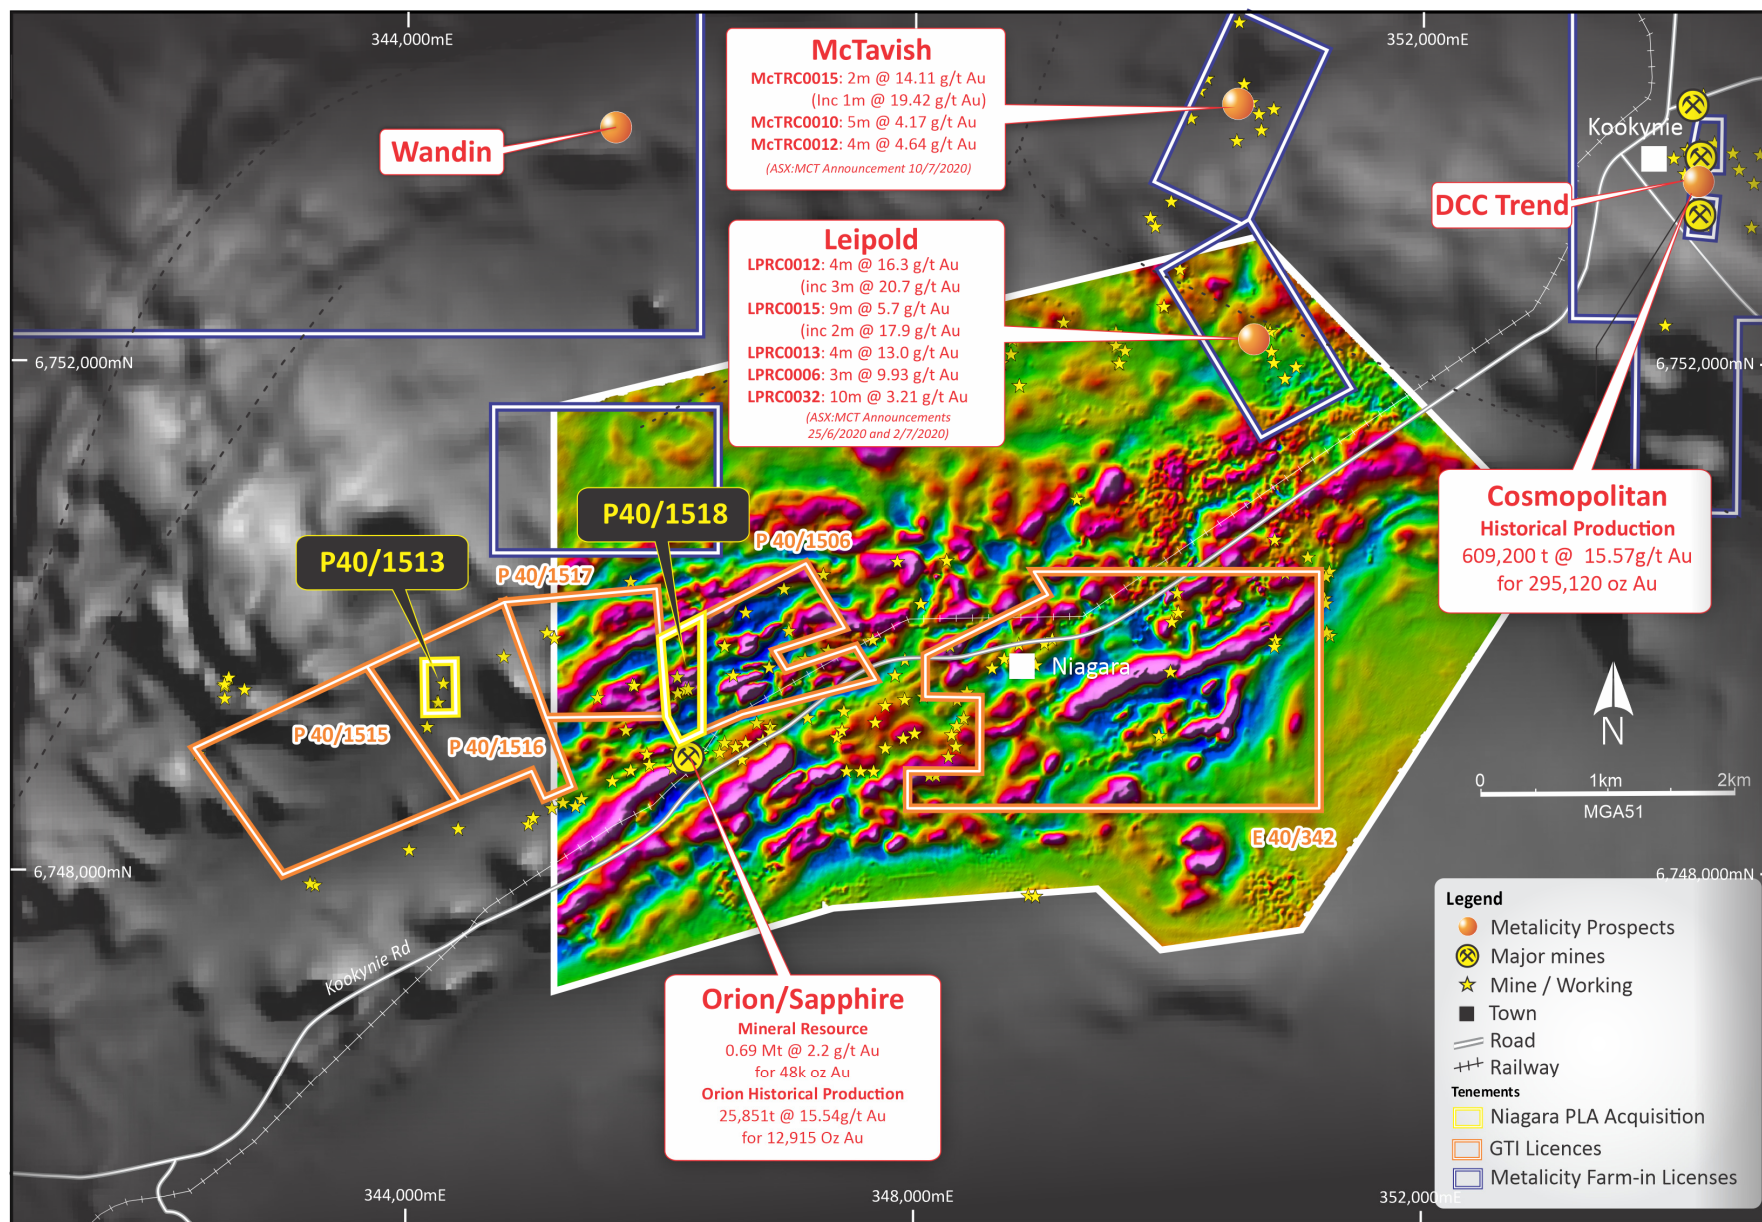 344,000mE
352,000mE
McTavish
McTRC0015: 2m @ 14.11 g/t Au
(Inc 1m @ 19.42 g/t Au)
McTRC0010: 5m @ 4.17 g/t Au
McTRC0012: 4m @ 4.64 g/t Au
(ASX:MCT Announcement 10/7/2020)
Wandin
Kookynie
DCC Trend
Leipold
LPRC0012: 4m @ 16.3 g/t Au
(inc 3m @ 20.7 g/t Au
LPRC0015: 9m @ 5.7 g/t Au
(inc 2m @ 17.9 g/t Au
LPRC0013: 4m @ 13.0 g/t Au
LPRC0006: 3m @ 9.93 g/t Au
LPRC0032: 10m @ 3.21 g/t Au
(ASX:MCT Announcements
25/6/2020 and 2/7/2020)
6,752,000mN
6,752,000mN
Cosmopolitan
Historical Production
609,200 t @ 15.57g/t Au
for 295,120 oz Au
P40/1518
P 40/1506
P40/1513
P 40/1517
Niagara
P 40/1515
P 40/1516
N
0 1km 2km
MGA51
E 40/342
6,748,000mN
6,748,000mN
Kookynie Rd
Orion/Sapphire
Mineral Resource
0.69 Mt @ 2.2 g/t Au
for 48k oz Au
Orion Historical Production
25,851t @ 15.54g/t Au
for 12,915 Oz Au
Legend
Metalicity Prospects
Major mines
Mine / Working
Town
Road
Railway
Tenements
Niagara PLA Acquisition
GTI Licences
Metalicity Farm-in Licenses
344,000mE
348,000mE
352,000mE